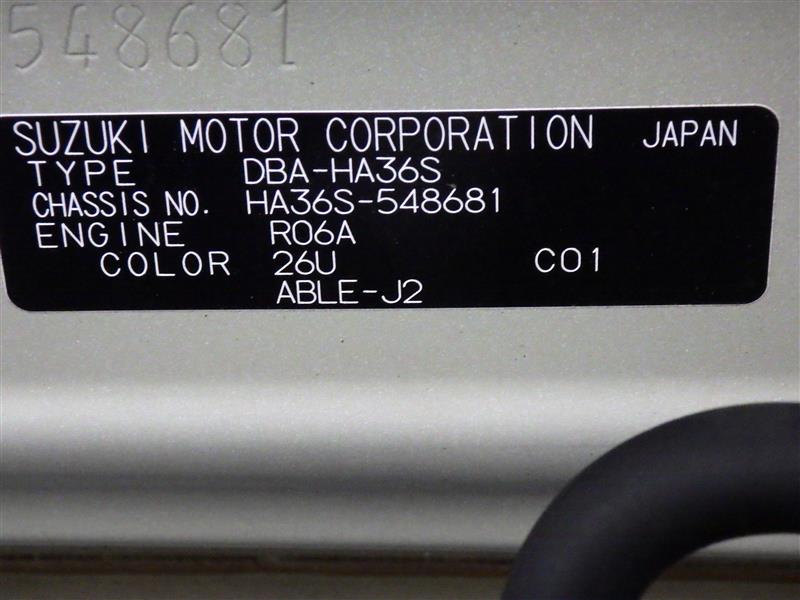 548681
SUZUKI MOTOR CORPORATION JAPAN
TYPE DBA-HA36S
CHASSIS NO. HA36S-548681
ENGINE R06A
COLOR 26U C01
ABLE-J2